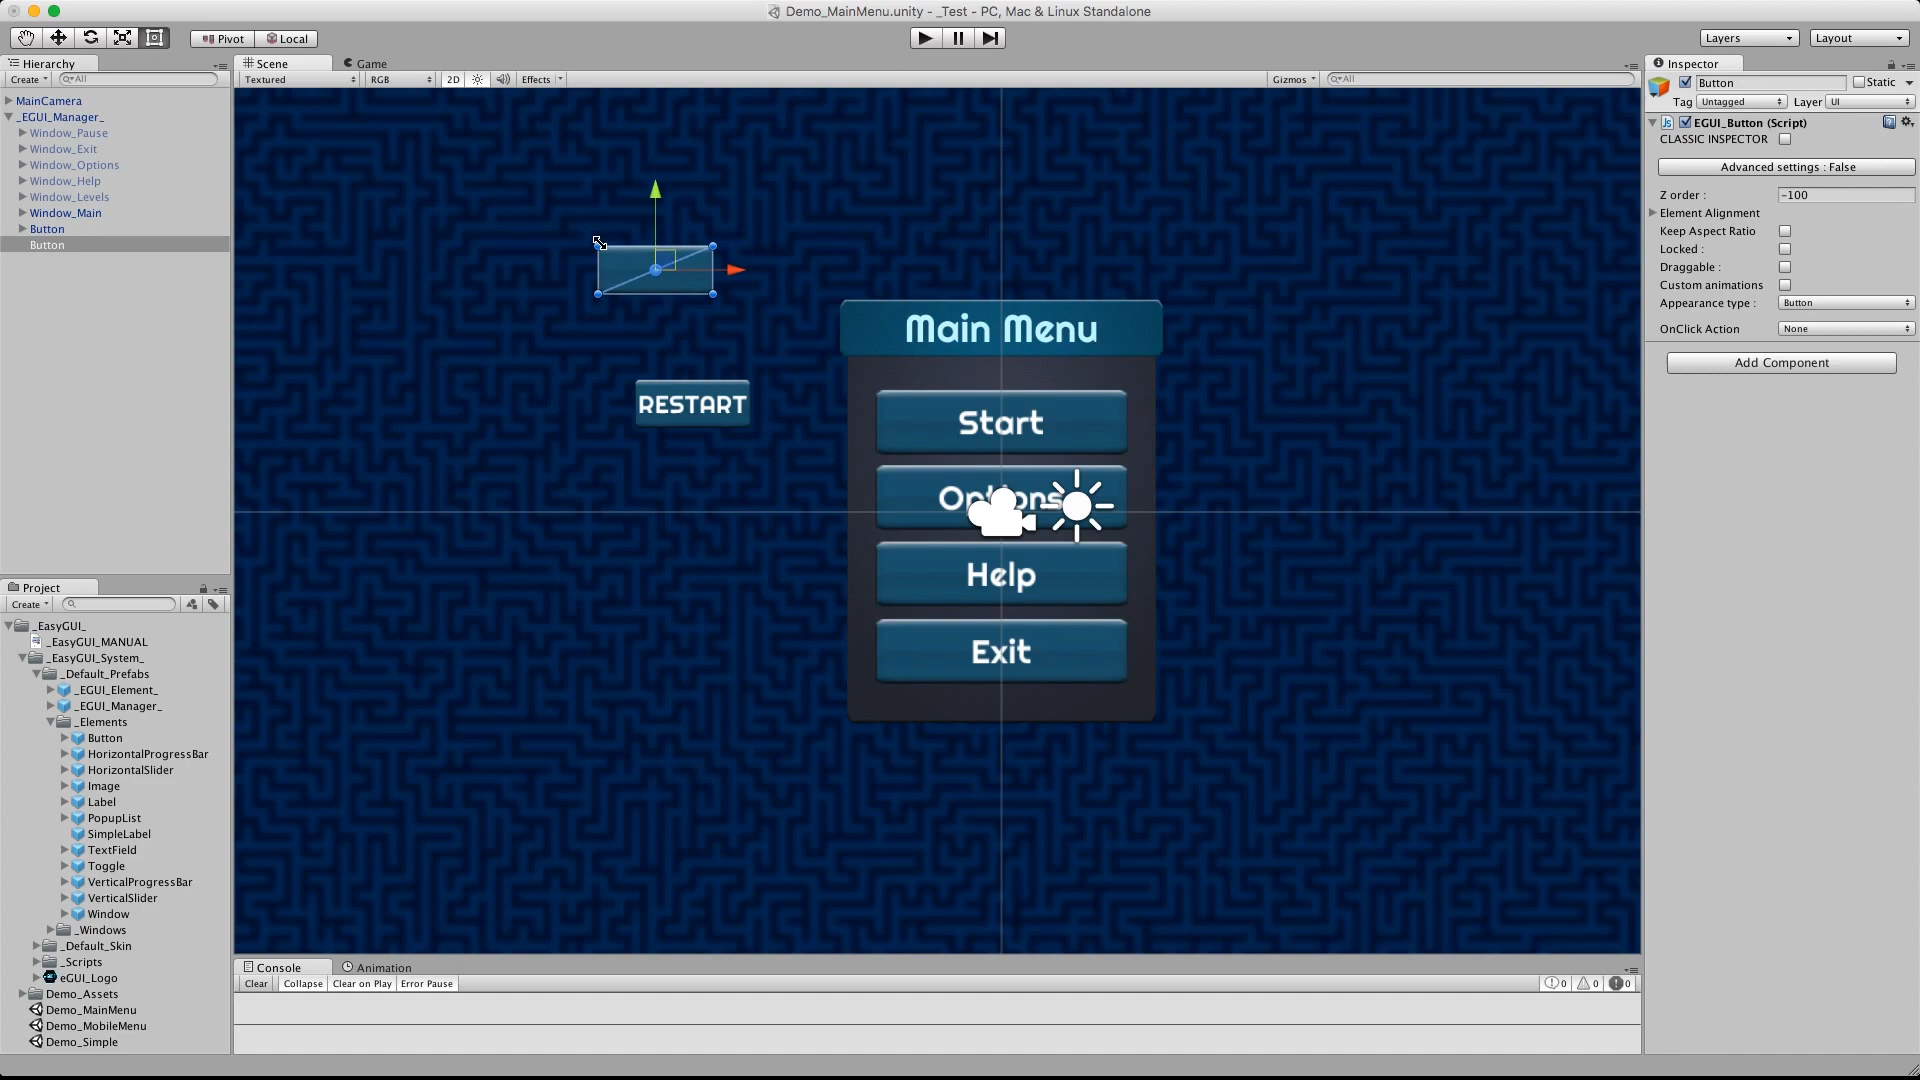 Demo_MainMenu.unity - _Test - PC, Mac & Linux Standalone
Pivot Local Layers Layout
Hierarchy
Create All
MainCamera
_EGUI_Manager_
Window_Pause
Window_Exit
Window_Options
Window_Help
Window_Levels
Window_Main
Button
Button
Scene Game
Textured RGB 2D Effects Gizmos All
Main Menu
Start
RESTART
Options
Help
Exit
Inspector
Button Static
Tag Untagged Layer UI
EGUI_Button (Script)
CLASSIC INSPECTOR
Advanced settings : False
Z order : -100
Element Alignment
Keep Aspect Ratio
Locked :
Draggable :
Custom animations
Appearance type : Button
OnClick Action None
Add Component
Project
Create
_EasyGUI_
_EasyGUI_MANUAL
_EasyGUI_System_
_Default_Prefabs
_EGUI_Element_
_EGUI_Manager_
_Elements
Button
HorizontalProgressBar
HorizontalSlider
Image
Label
PopupList
SimpleLabel
TextField
Toggle
VerticalProgressBar
VerticalSlider
Window
_Windows
_Default_Skin
_Scripts
eGUI_Logo
Demo_Assets
Demo_MainMenu
Demo_MobileMenu
Demo_Simple
Console Animation
Clear Collapse Clear on Play Error Pause 0 0 0